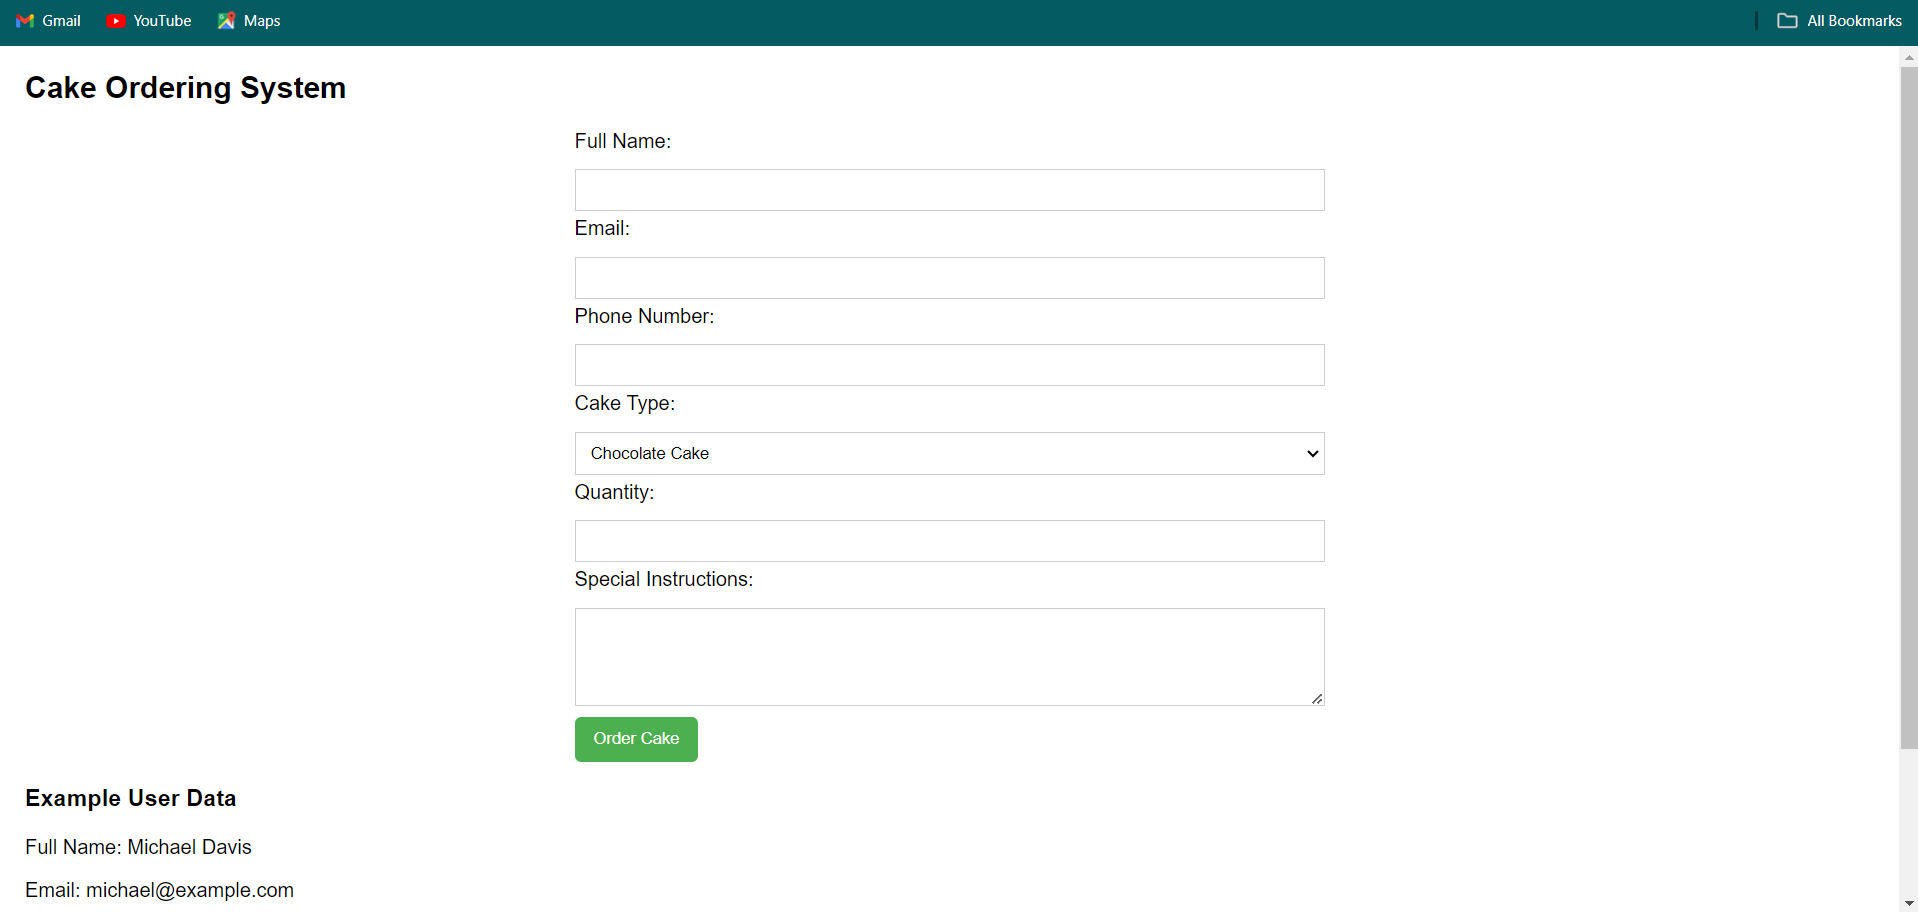 Gmail YouTube Maps All Bookmarks
Cake Ordering System
Full Name:
Email:
Phone Number:
Cake Type:
Chocolate Cake
Quantity:
Special Instructions:
Order Cake
Example User Data
Full Name: Michael Davis
Email: michael@example.com